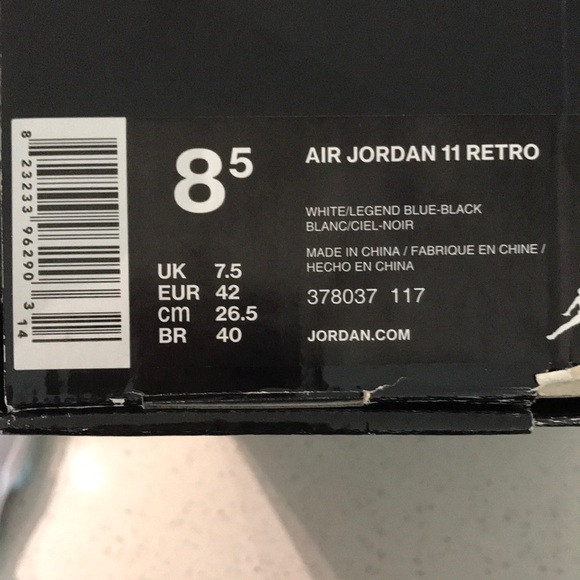 8 23233 96290 3 14
8⁵
AIR JORDAN 11 RETRO
WHITE/LEGEND BLUE-BLACK
BLANC/CIEL-NOIR
MADE IN CHINA / FABRIQUE EN CHINE /
HECHO EN CHINA
378037 117
JORDAN.COM
UK 7.5
EUR 42
cm 26.5
BR 40